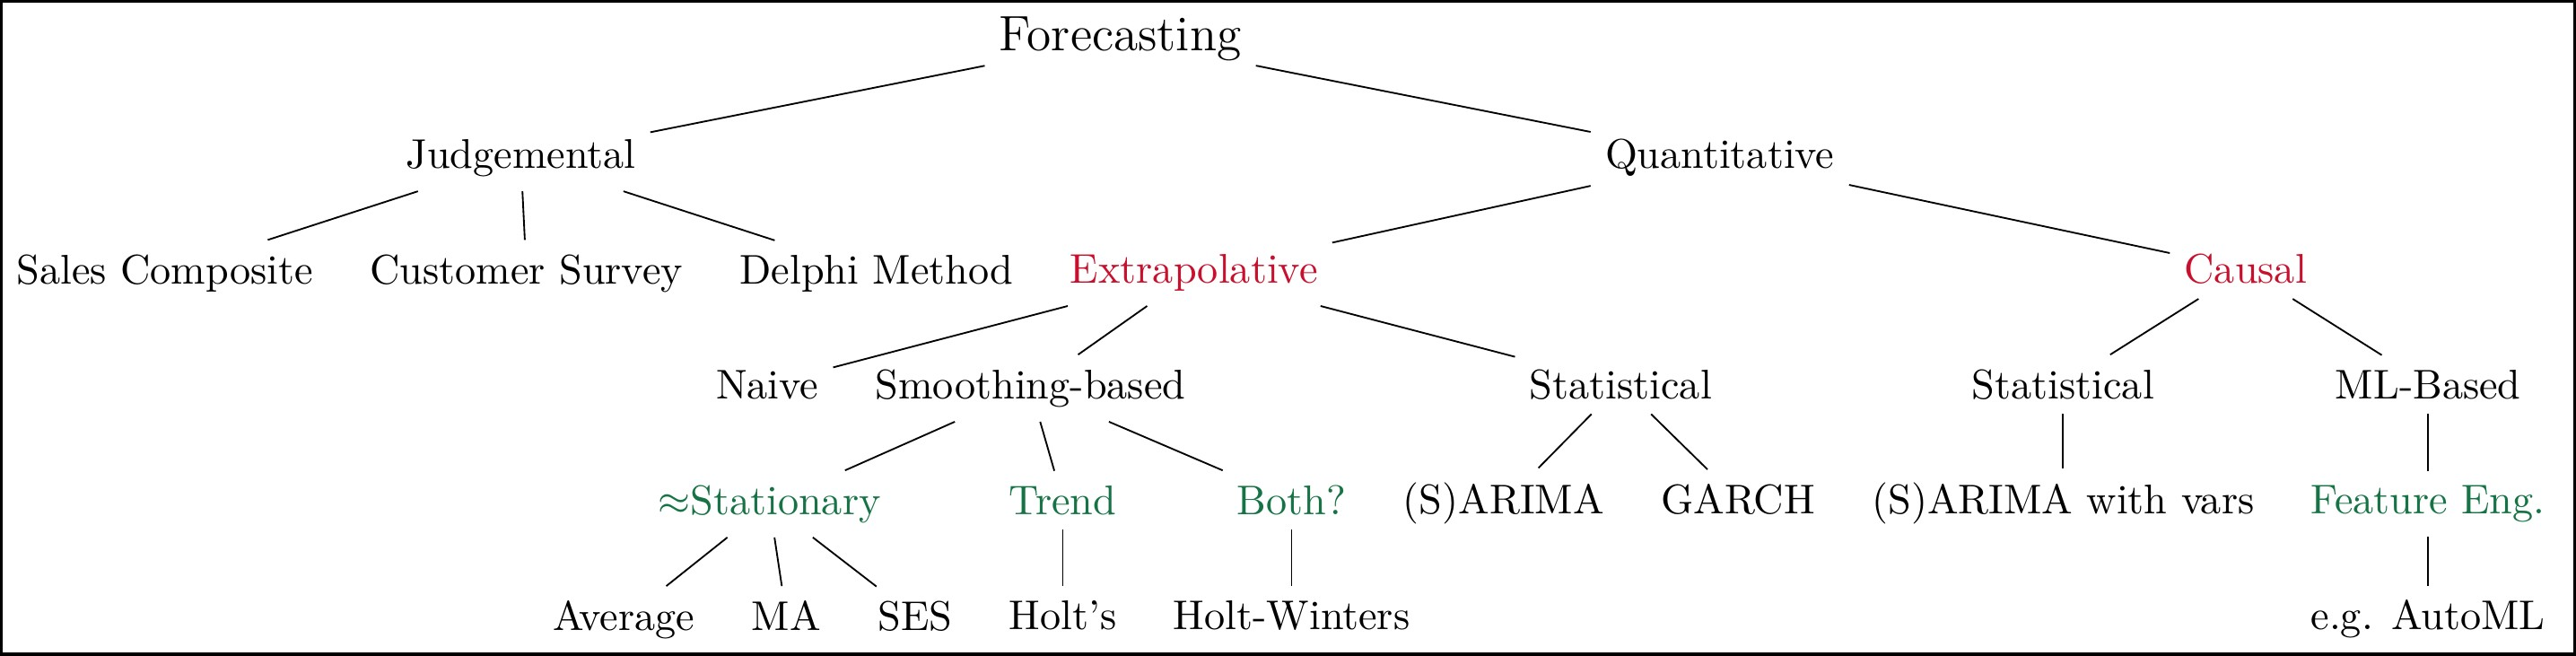 Forecasting
Judgemental Quantitative
Sales Composite Customer Survey Delphi Method Extrapolative Causal
Naive Smoothing-based Statistical Statistical ML-Based
≈Stationary Trend Both? (S)ARIMA GARCH (S)ARIMA with vars Feature Eng.
Average MA SES Holt's Holt-Winters e.g. AutoML